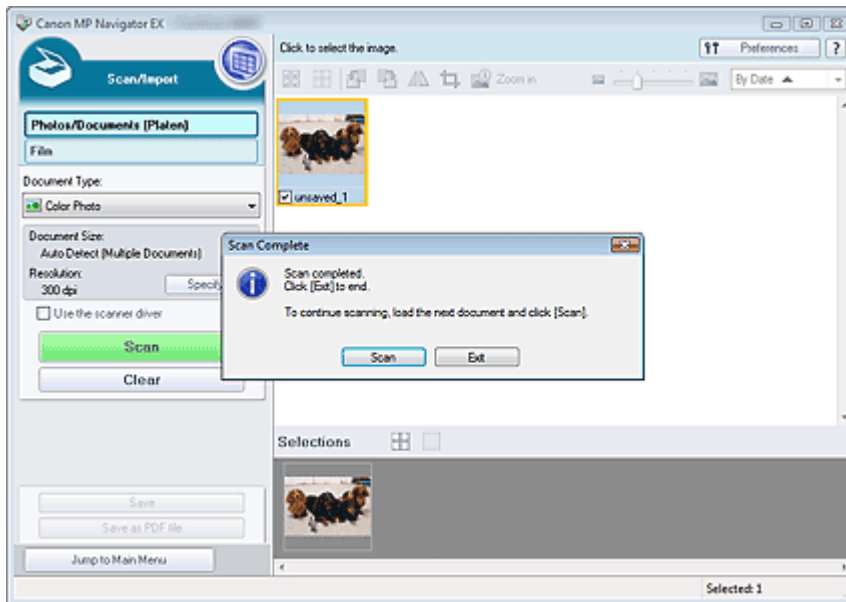 Canon MP Navigator EX
Scan/Import
Photos/Documents (Platen)
Film
Document Type:
Color Photo
Document Size:
Auto Detect (Multiple Documents)
Resolution:
300 dpi
Specify
Use the scanner driver
Scan
Clear
Save
Save as PDF file
Jump to Main Menu
Click to select the image.
Preferences
?
Zoom in
By Date
unsaved_1
Scan Complete
Scan completed.
Click [Exit] to end.
To continue scanning, load the next document and click [Scan].
Scan
Exit
Selections
Selected: 1